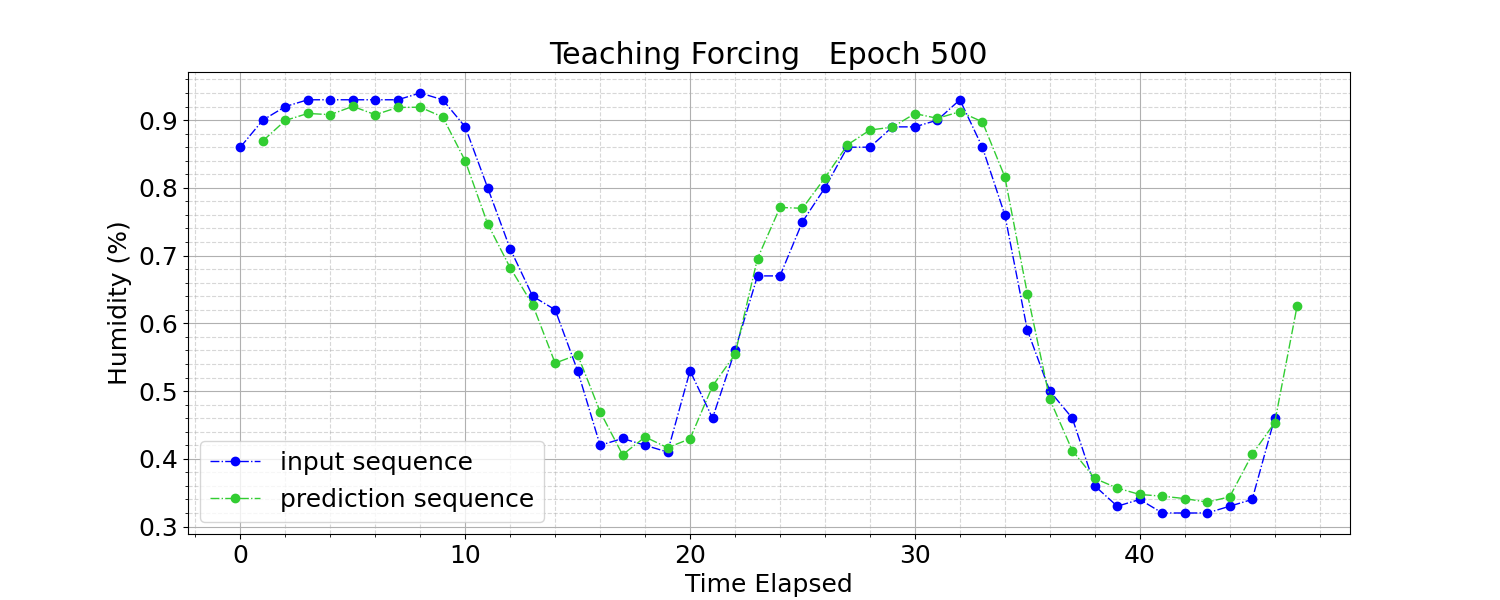 Teaching Forcing   Epoch 500
Humidity (%)
0.9
0.8
0.7
0.6
0.5
0.4
0.3
input sequence
prediction sequence
0 10 20 30 40
Time Elapsed